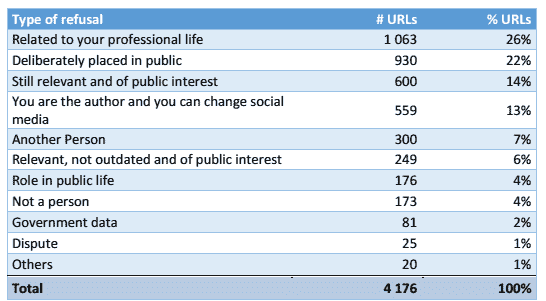 Type of refusal # URLs % URLs
Related to your professional life 1 063 26%
Deliberately placed in public 930 22%
Still relevant and of public interest 600 14%
You are the author and you can change social
media 559 13%
Another Person 300 7%
Relevant, not outdated and of public interest 249 6%
Role in public life 176 4%
Not a person 173 4%
Government data 81 2%
Dispute 25 1%
Others 20 1%
Total 4 176 100%